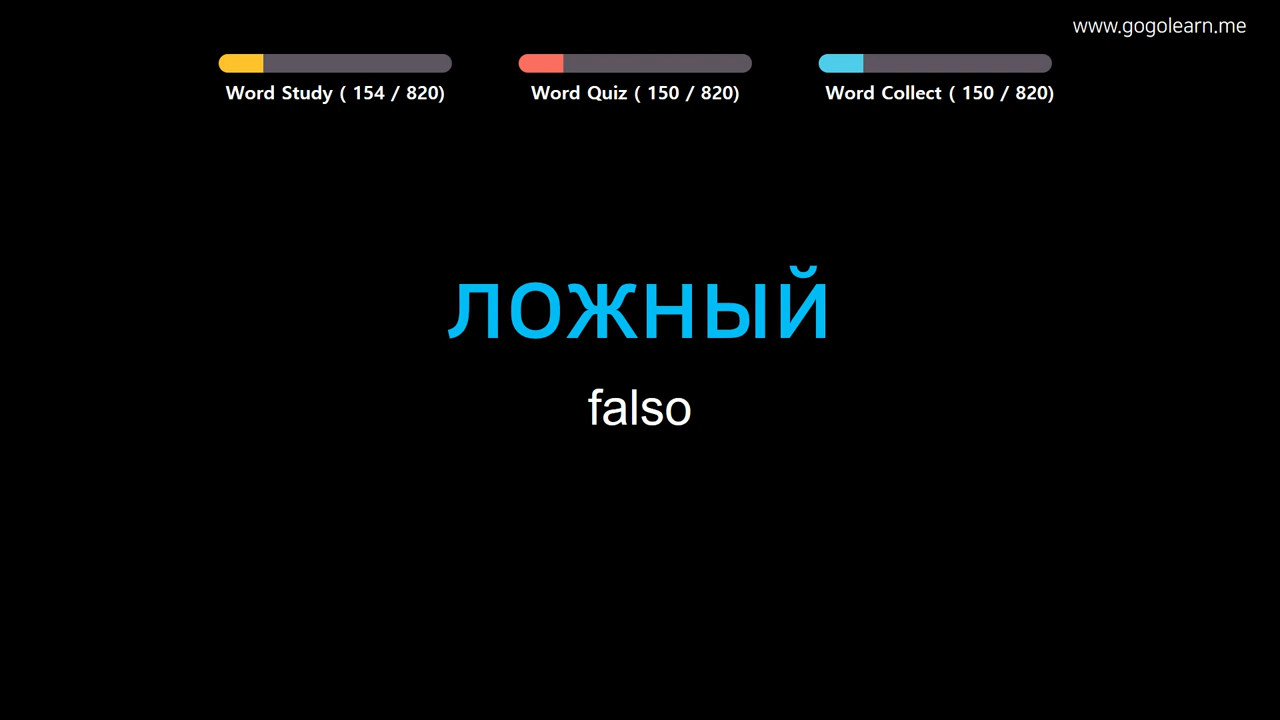 www.gogolearn.me
Word Study ( 154 / 820)
Word Quiz ( 150 / 820)
Word Collect ( 150 / 820)
ложный
falso